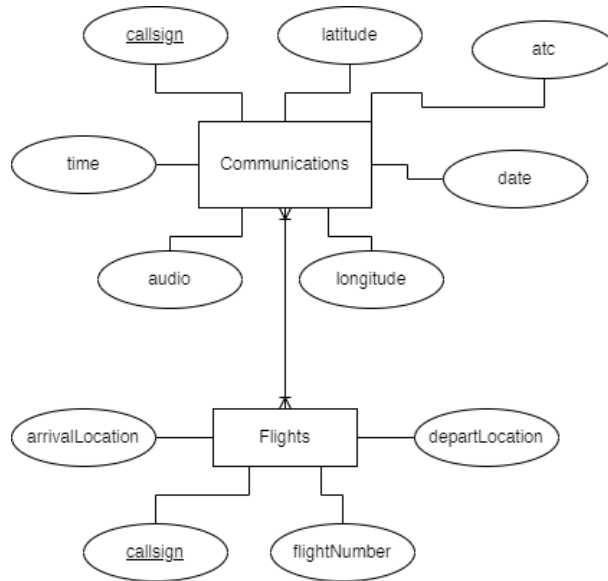 callsign
latitude
atc
time
Communications
date
audio
longitude
arrivalLocation
Flights
departLocation
callsign
flightNumber